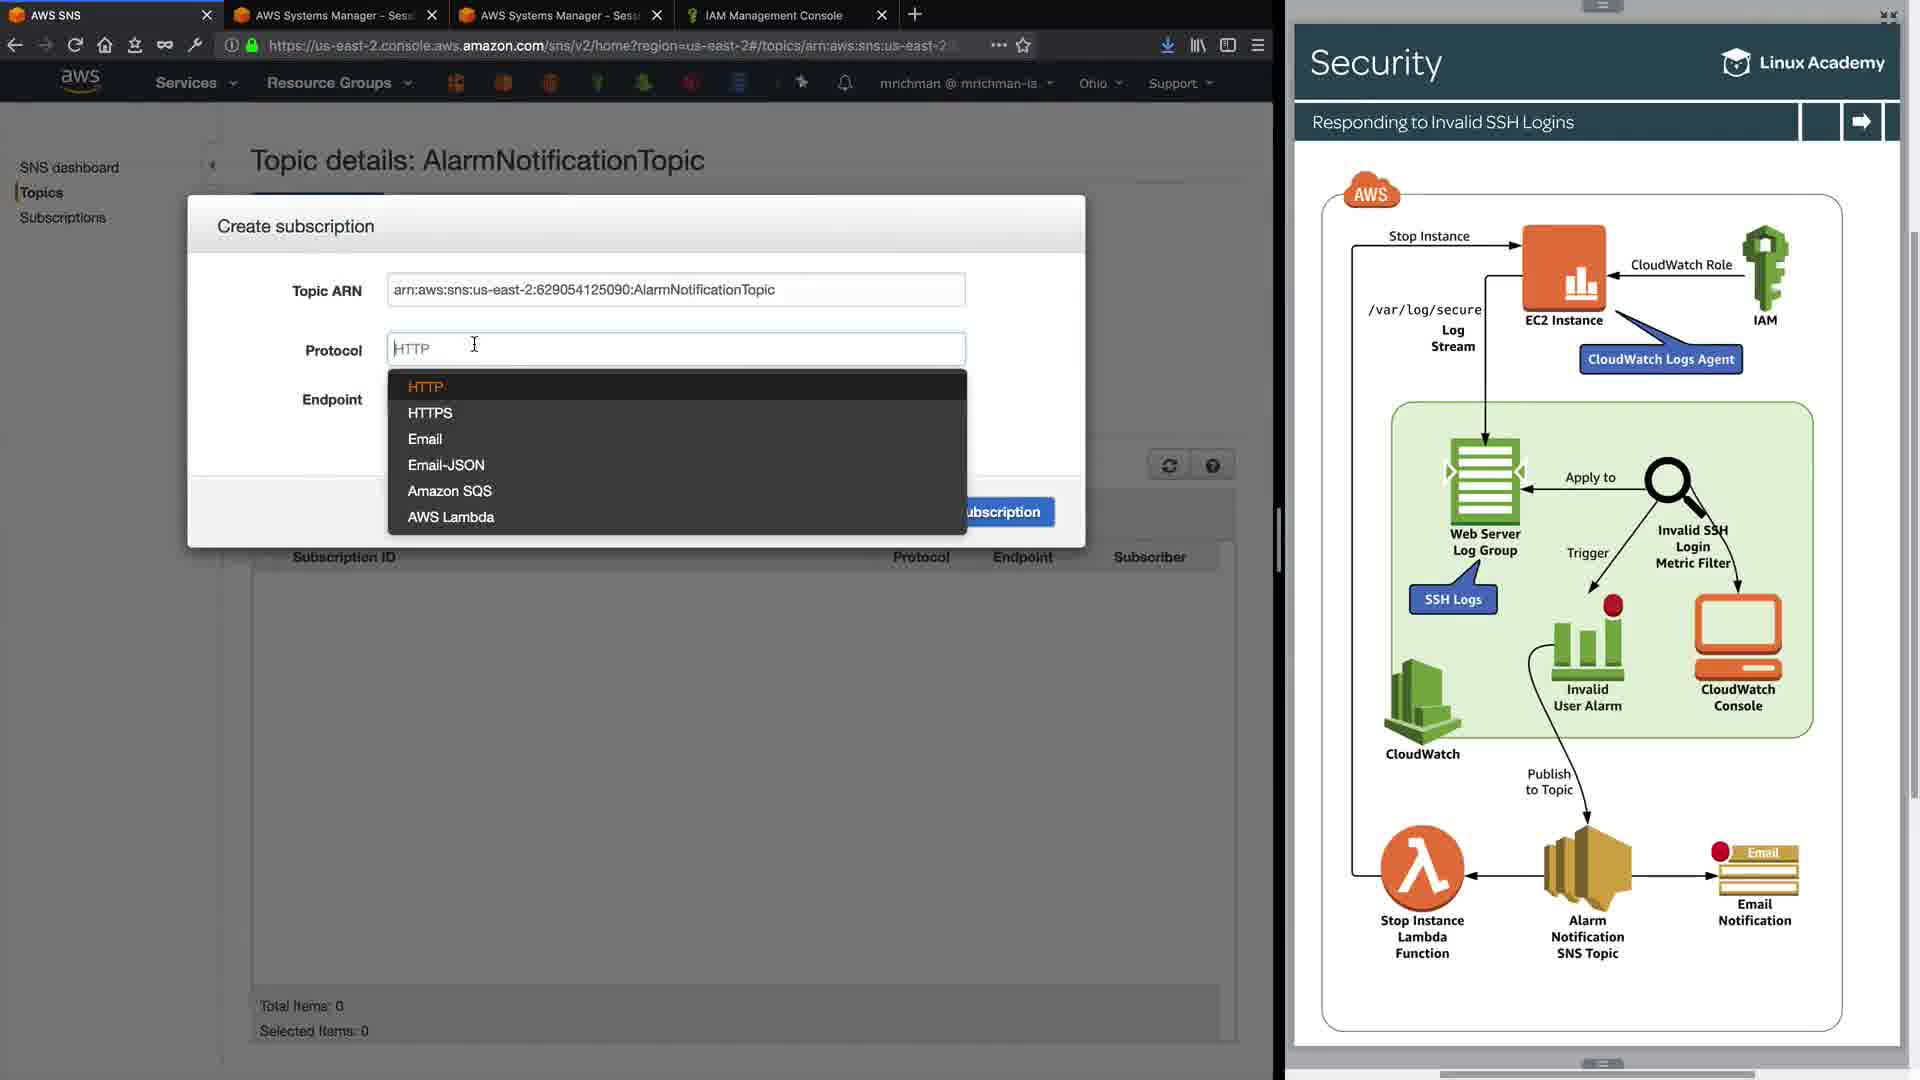 AWS SNS
AWS Systems Manager - Sess
AWS Systems Manager - Sess
IAM Management Console
https://us-east-2.console.aws.amazon.com/sns/v2/home?region=us-east-2#/topics/arn:aws:sns:us-east-2
aws
Services
Resource Groups
mrichman @ mrichman-la
Ohio
Support
SNS dashboard
Topics
Subscriptions
Topic details: AlarmNotificationTopic
Create subscription
Topic ARN
arn:aws:sns:us-east-2:629054125090:AlarmNotificationTopic
Protocol
HTTP
Endpoint
HTTP
HTTPS
Email
Email-JSON
Amazon SQS
AWS Lambda
ubscription
Subscription ID
Protocol
Endpoint
Subscriber
Total Items: 0
Selected Items: 0
Security
Linux Academy
Responding to Invalid SSH Logins
AWS
Stop Instance
CloudWatch Role
/var/log/secure
Log
Stream
EC2 Instance
IAM
CloudWatch Logs Agent
Apply to
Web Server
Log Group
Invalid SSH
Login
Metric Filter
Trigger
SSH Logs
Invalid
User Alarm
CloudWatch
Console
CloudWatch
Publish
to Topic
Email
Stop Instance
Lambda
Function
Alarm
Notification
SNS Topic
Email
Notification